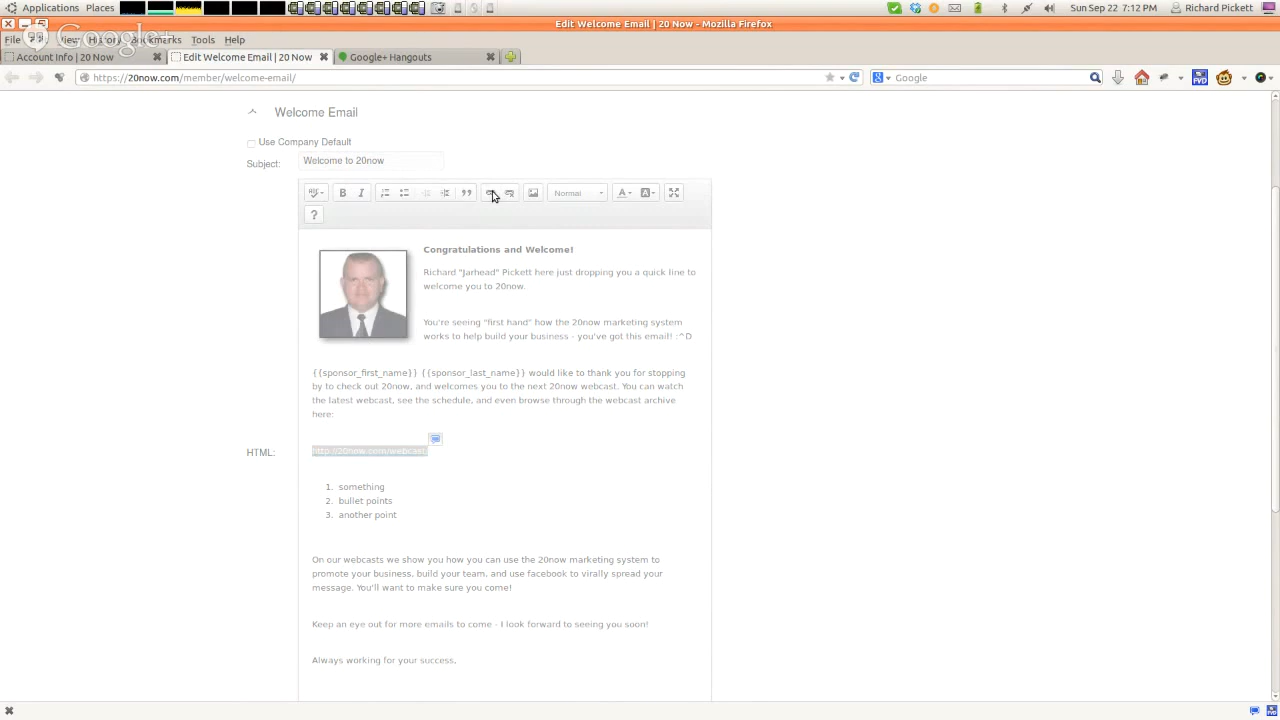 Applications Places Sun Sep 22 7:12 PM Richard Pickett
Edit Welcome Email | 20 Now - Mozilla Firefox
File Edit View History Bookmarks Tools Help
Google+
Account Info | 20 Now Edit Welcome Email | 20 Now Google+ Hangouts
https://20now.com/member/welcome-email/ Google FVD
Welcome Email
Use Company Default
Subject: Welcome to 20now
B I Normal A A
?
Congratulations and Welcome!
Richard "Jarhead" Pickett here just dropping you a quick line to
welcome you to 20now.
You're seeing "first hand" how the 20now marketing system
works to help build your business - you've got this email! :^D
{{sponsor_first_name}} {{sponsor_last_name}} would like to thank you for stopping
by to check out 20now, and welcomes you to the next 20now webcast. You can watch
the latest webcast, see the schedule, and even browse through the webcast archive
here:
HTML:
http://20now.com/webcast/
1. something
2. bullet points
3. another point
On our webcasts we show you how you can use the 20now marketing system to
promote your business, build your team, and use facebook to virally spread your
message. You'll want to make sure you come!
Keep an eye out for more emails to come - I look forward to seeing you soon!
Always working for your success,
FVD